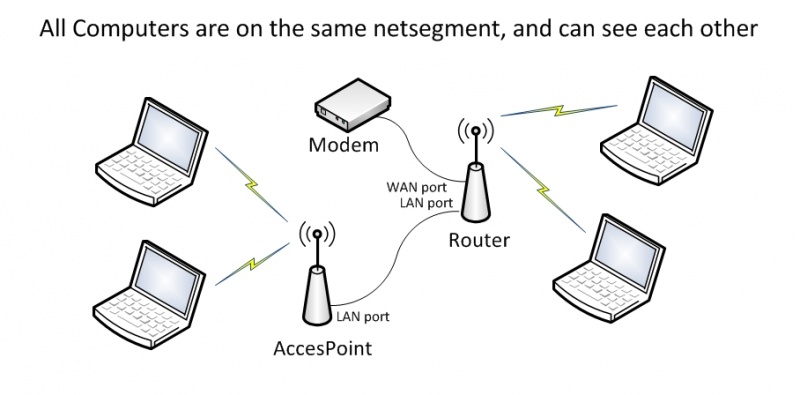 All Computers are on the same netsegment, and can see each other
Modem
WAN port
LAN port
Router
LAN port
AccesPoint